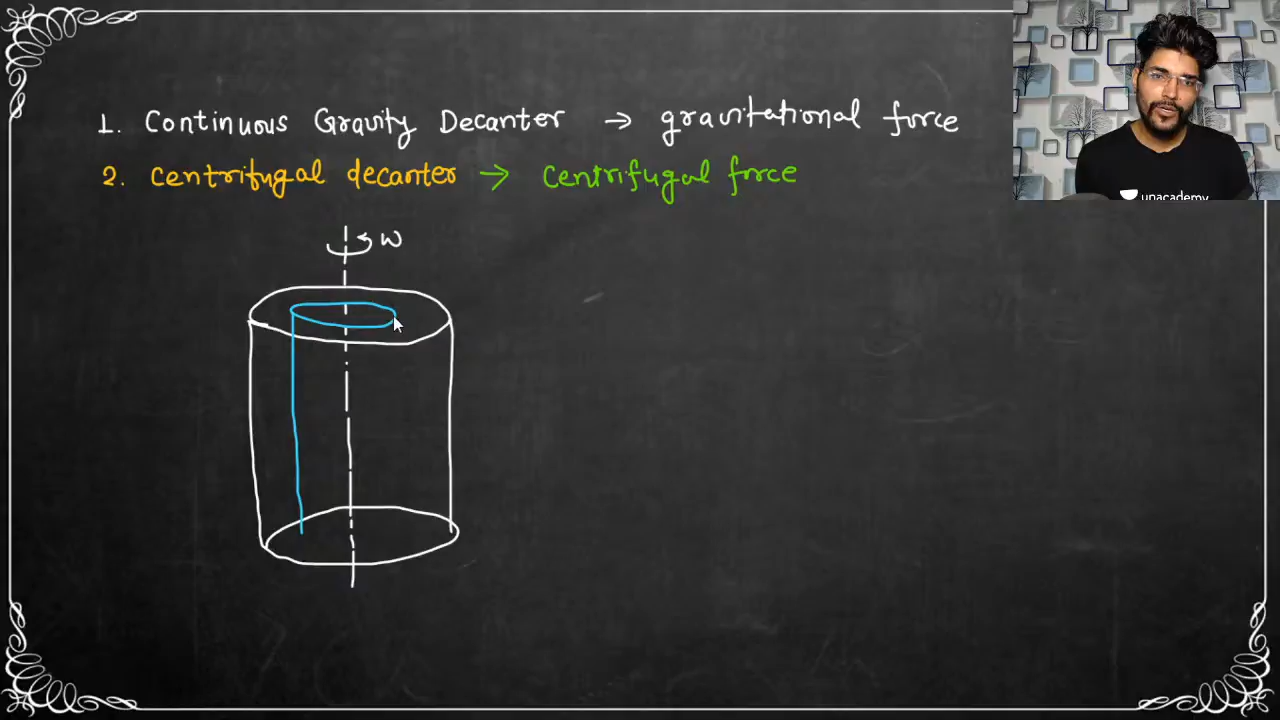 1. Continuous Gravity Decanter → gravitational force
2. Centrifugal decanter → Centrifugal force
ω
unacademy